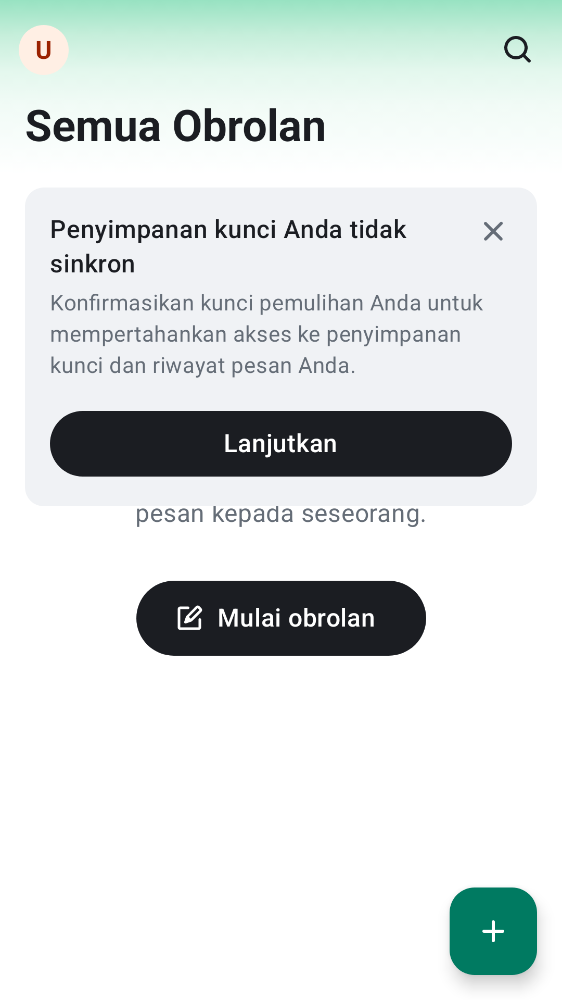 U
Semua Obrolan
Penyimpanan kunci Anda tidak
sinkron
Konfirmasikan kunci pemulihan Anda untuk
mempertahankan akses ke penyimpanan
kunci dan riwayat pesan Anda.
Lanjutkan
pesan kepada seseorang.
Mulai obrolan